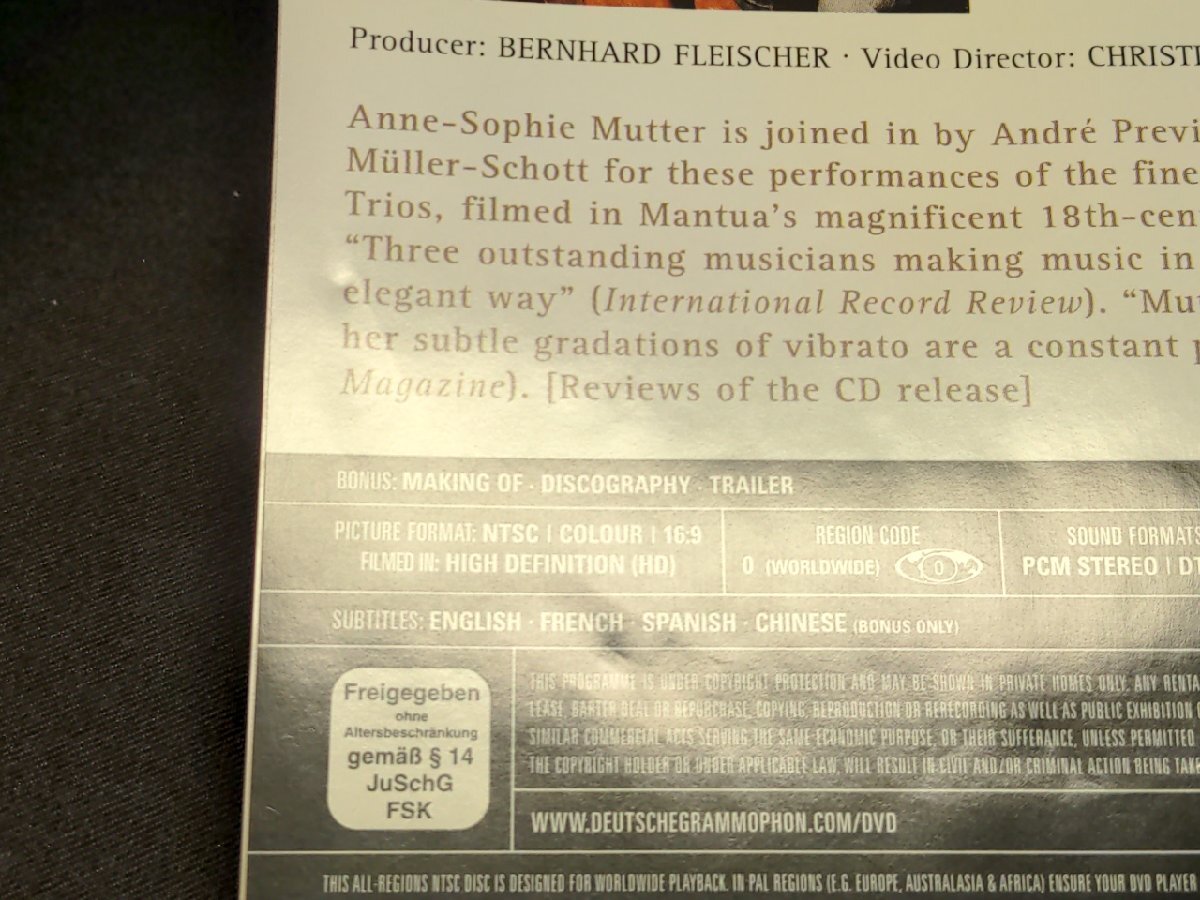 Producer: BERNHARD FLEISCHER · Video Director: CHRISTI
Anne-Sophie Mutter is joined in by André Previ
Müller-Schott for these performances of the fine
Trios, filmed in Mantua's magnificent 18th-cen
“Three outstanding musicians making music in
elegant way” (International Record Review). “Mu
her subtle gradations of vibrato are a constant p
Magazine). [Reviews of the CD release]
BONUS: MAKING OF · DISCOGRAPHY · TRAILER
PICTURE FORMAT: NTSC | COLOUR | 16:9
FILMED IN: HIGH DEFINITION (HD)
REGION CODE
0 (WORLDWIDE) 0
SOUND FORMATS
PCM STEREO | DT
SUBTITLES: ENGLISH · FRENCH · SPANISH · CHINESE (BONUS ONLY)
Freigegeben
ohne
Altersbeschränkung
gemäß § 14
JuSchG
FSK
THIS PROGRAMME IS UNDER COPYRIGHT PROTECTION AND MAY BE SHOWN IN PRIVATE HOMES ONLY. ANY RENTA
LEASE, BARTER DEAL OR REPURCHASE, COPYING, REPRODUCTION OR RERECORDING AS WELL AS PUBLIC EXHIBITION
SIMILAR COMMERCIAL ACTS SERVING THE SAME ECONOMIC PURPOSE, OR THEIR SUFFERANCE, UNLESS PERMITTED
THE COPYRIGHT HOLDER OR UNDER APPLICABLE LAW, WILL RESULT IN CIVIL AND/OR CRIMINAL ACTION BEING TAKE
WWW.DEUTSCHEGRAMMOPHON.COM/DVD
THIS ALL-REGIONS NTSC DISC IS DESIGNED FOR WORLDWIDE PLAYBACK. IN PAL REGIONS (E.G. EUROPE, AUSTRALASIA & AFRICA) ENSURE YOUR DVD PLAYER